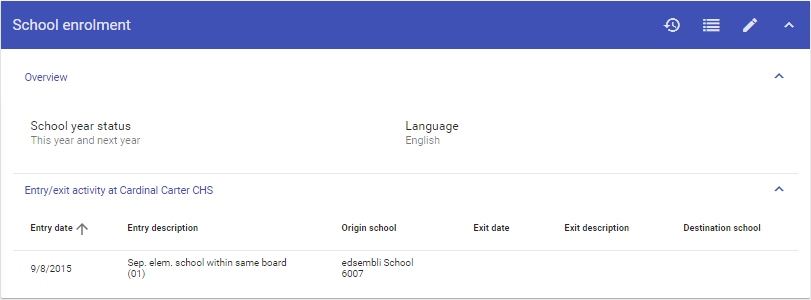 School enrolment
Overview
School year status
This year and next year
Language
English
Entry/exit activity at Cardinal Carter CHS
Entry date Entry description Origin school Exit date Exit description Destination school
9/8/2015 Sep. elem. school within same board edsembli School
(01) 6007